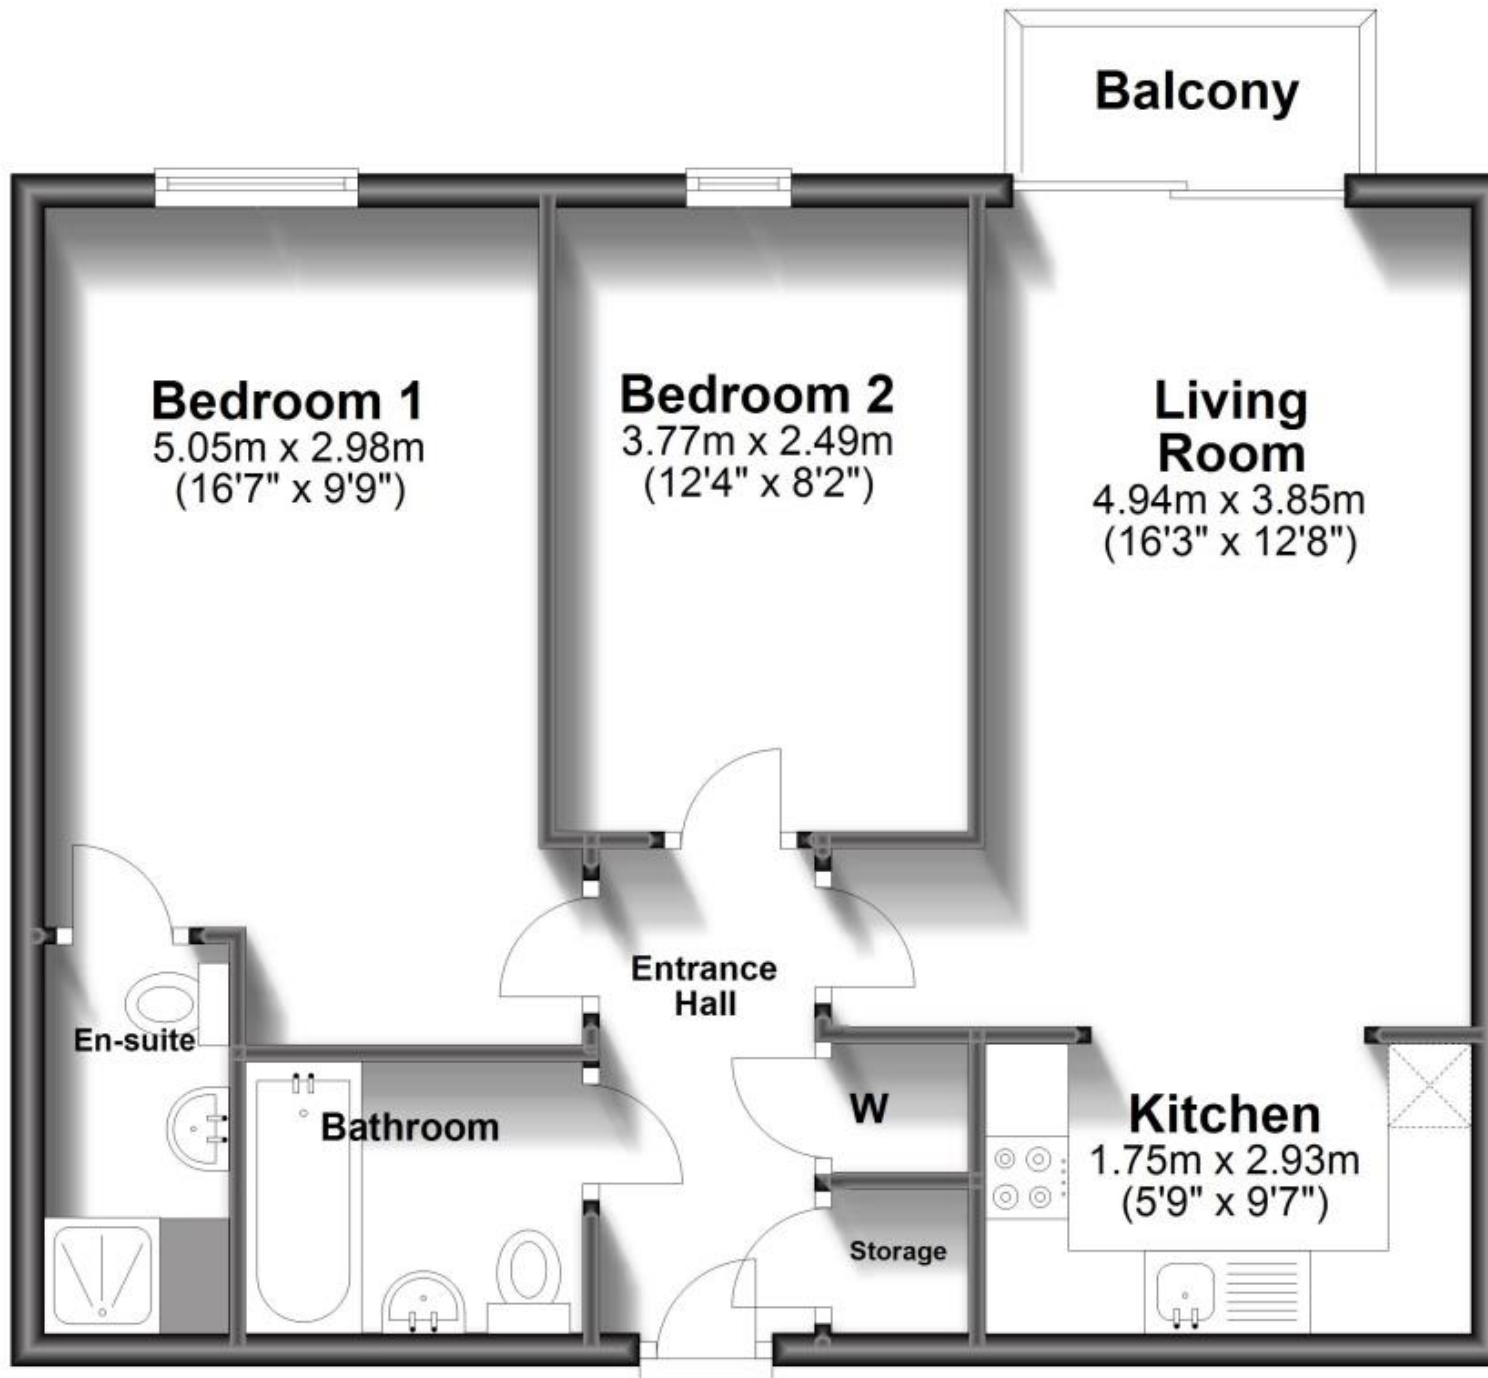 Balcony
Bedroom 1
5.05m x 2.98m
(16'7" x 9'9")
Bedroom 2
3.77m x 2.49m
(12'4" x 8'2")
Living
Room
4.94m x 3.85m
(16'3" x 12'8")
Entrance
Hall
En-suite
Bathroom
W
Kitchen
1.75m x 2.93m
(5'9" x 9'7")
Storage